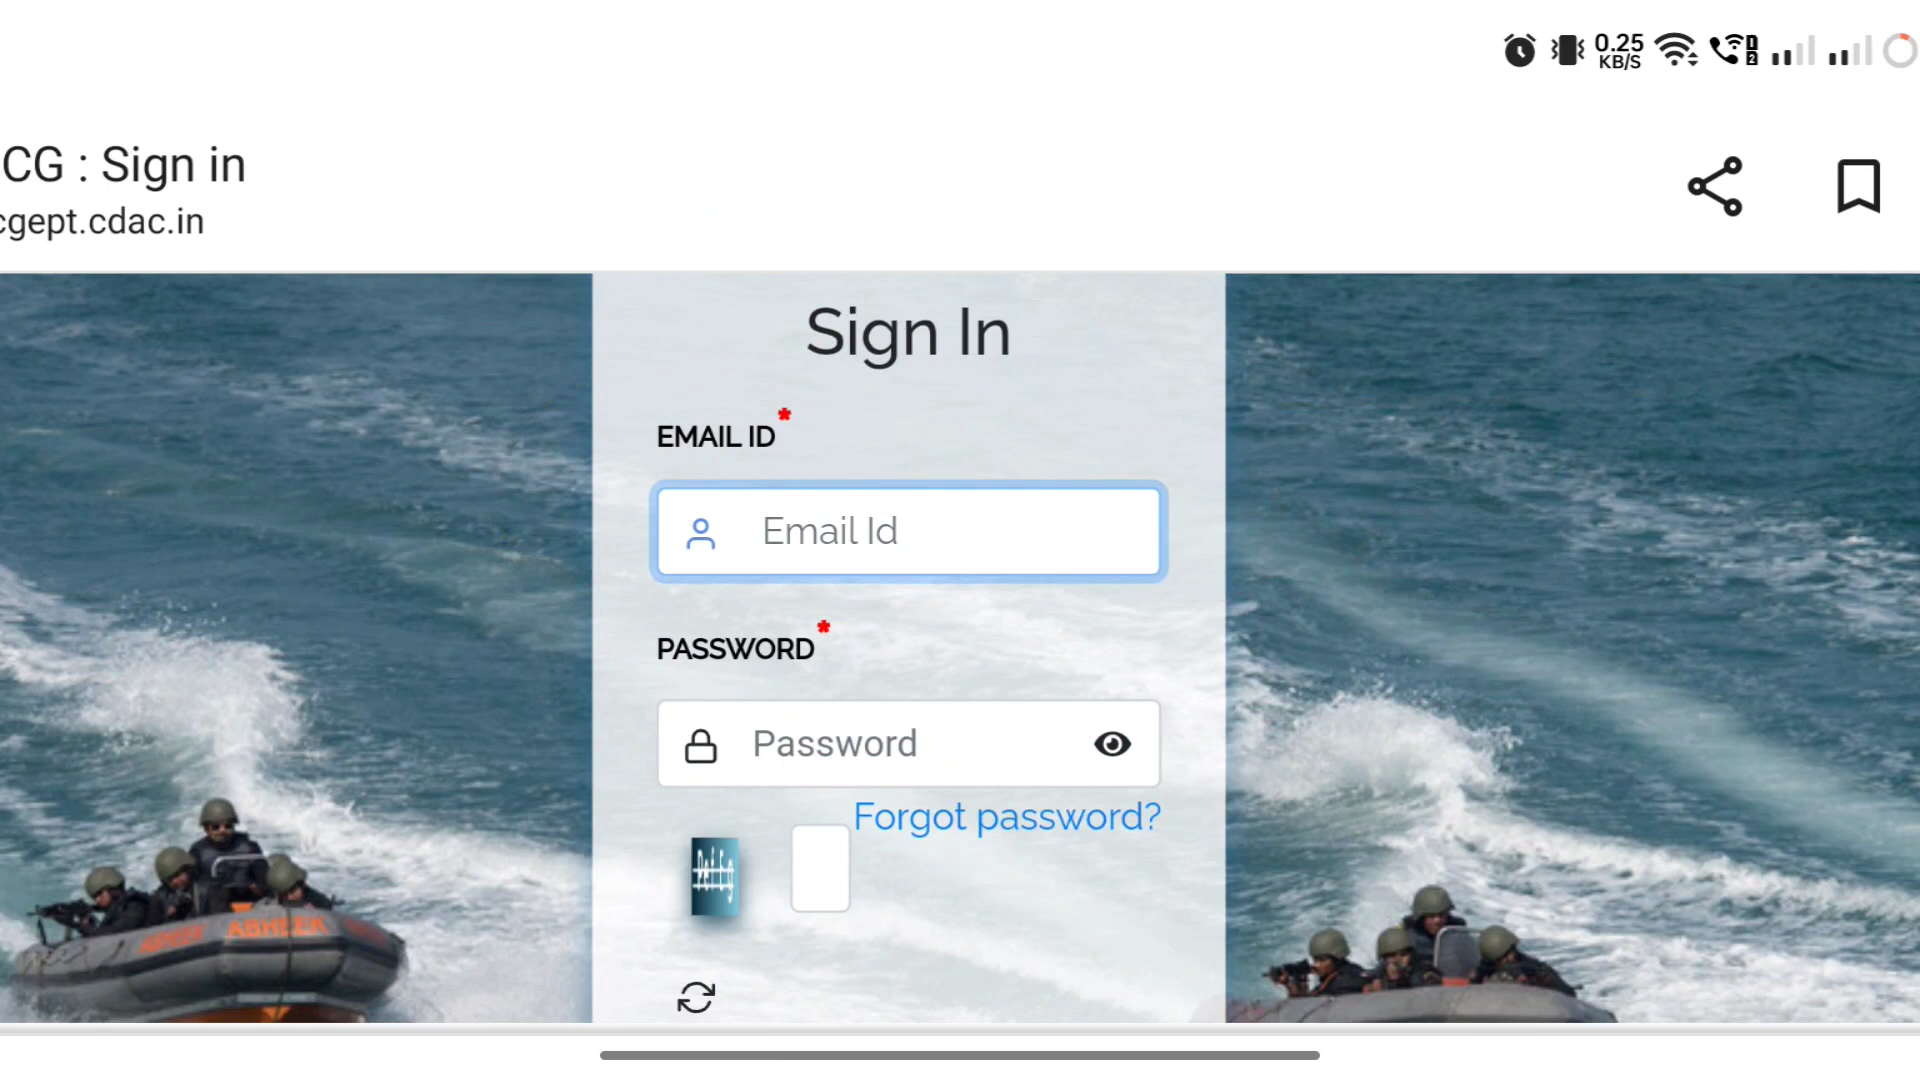 0.25
KB/S
CG : Sign in
cgept.cdac.in
Sign In
EMAIL ID*
Email Id
PASSWORD*
Password
Forgot password?
ABHEEK